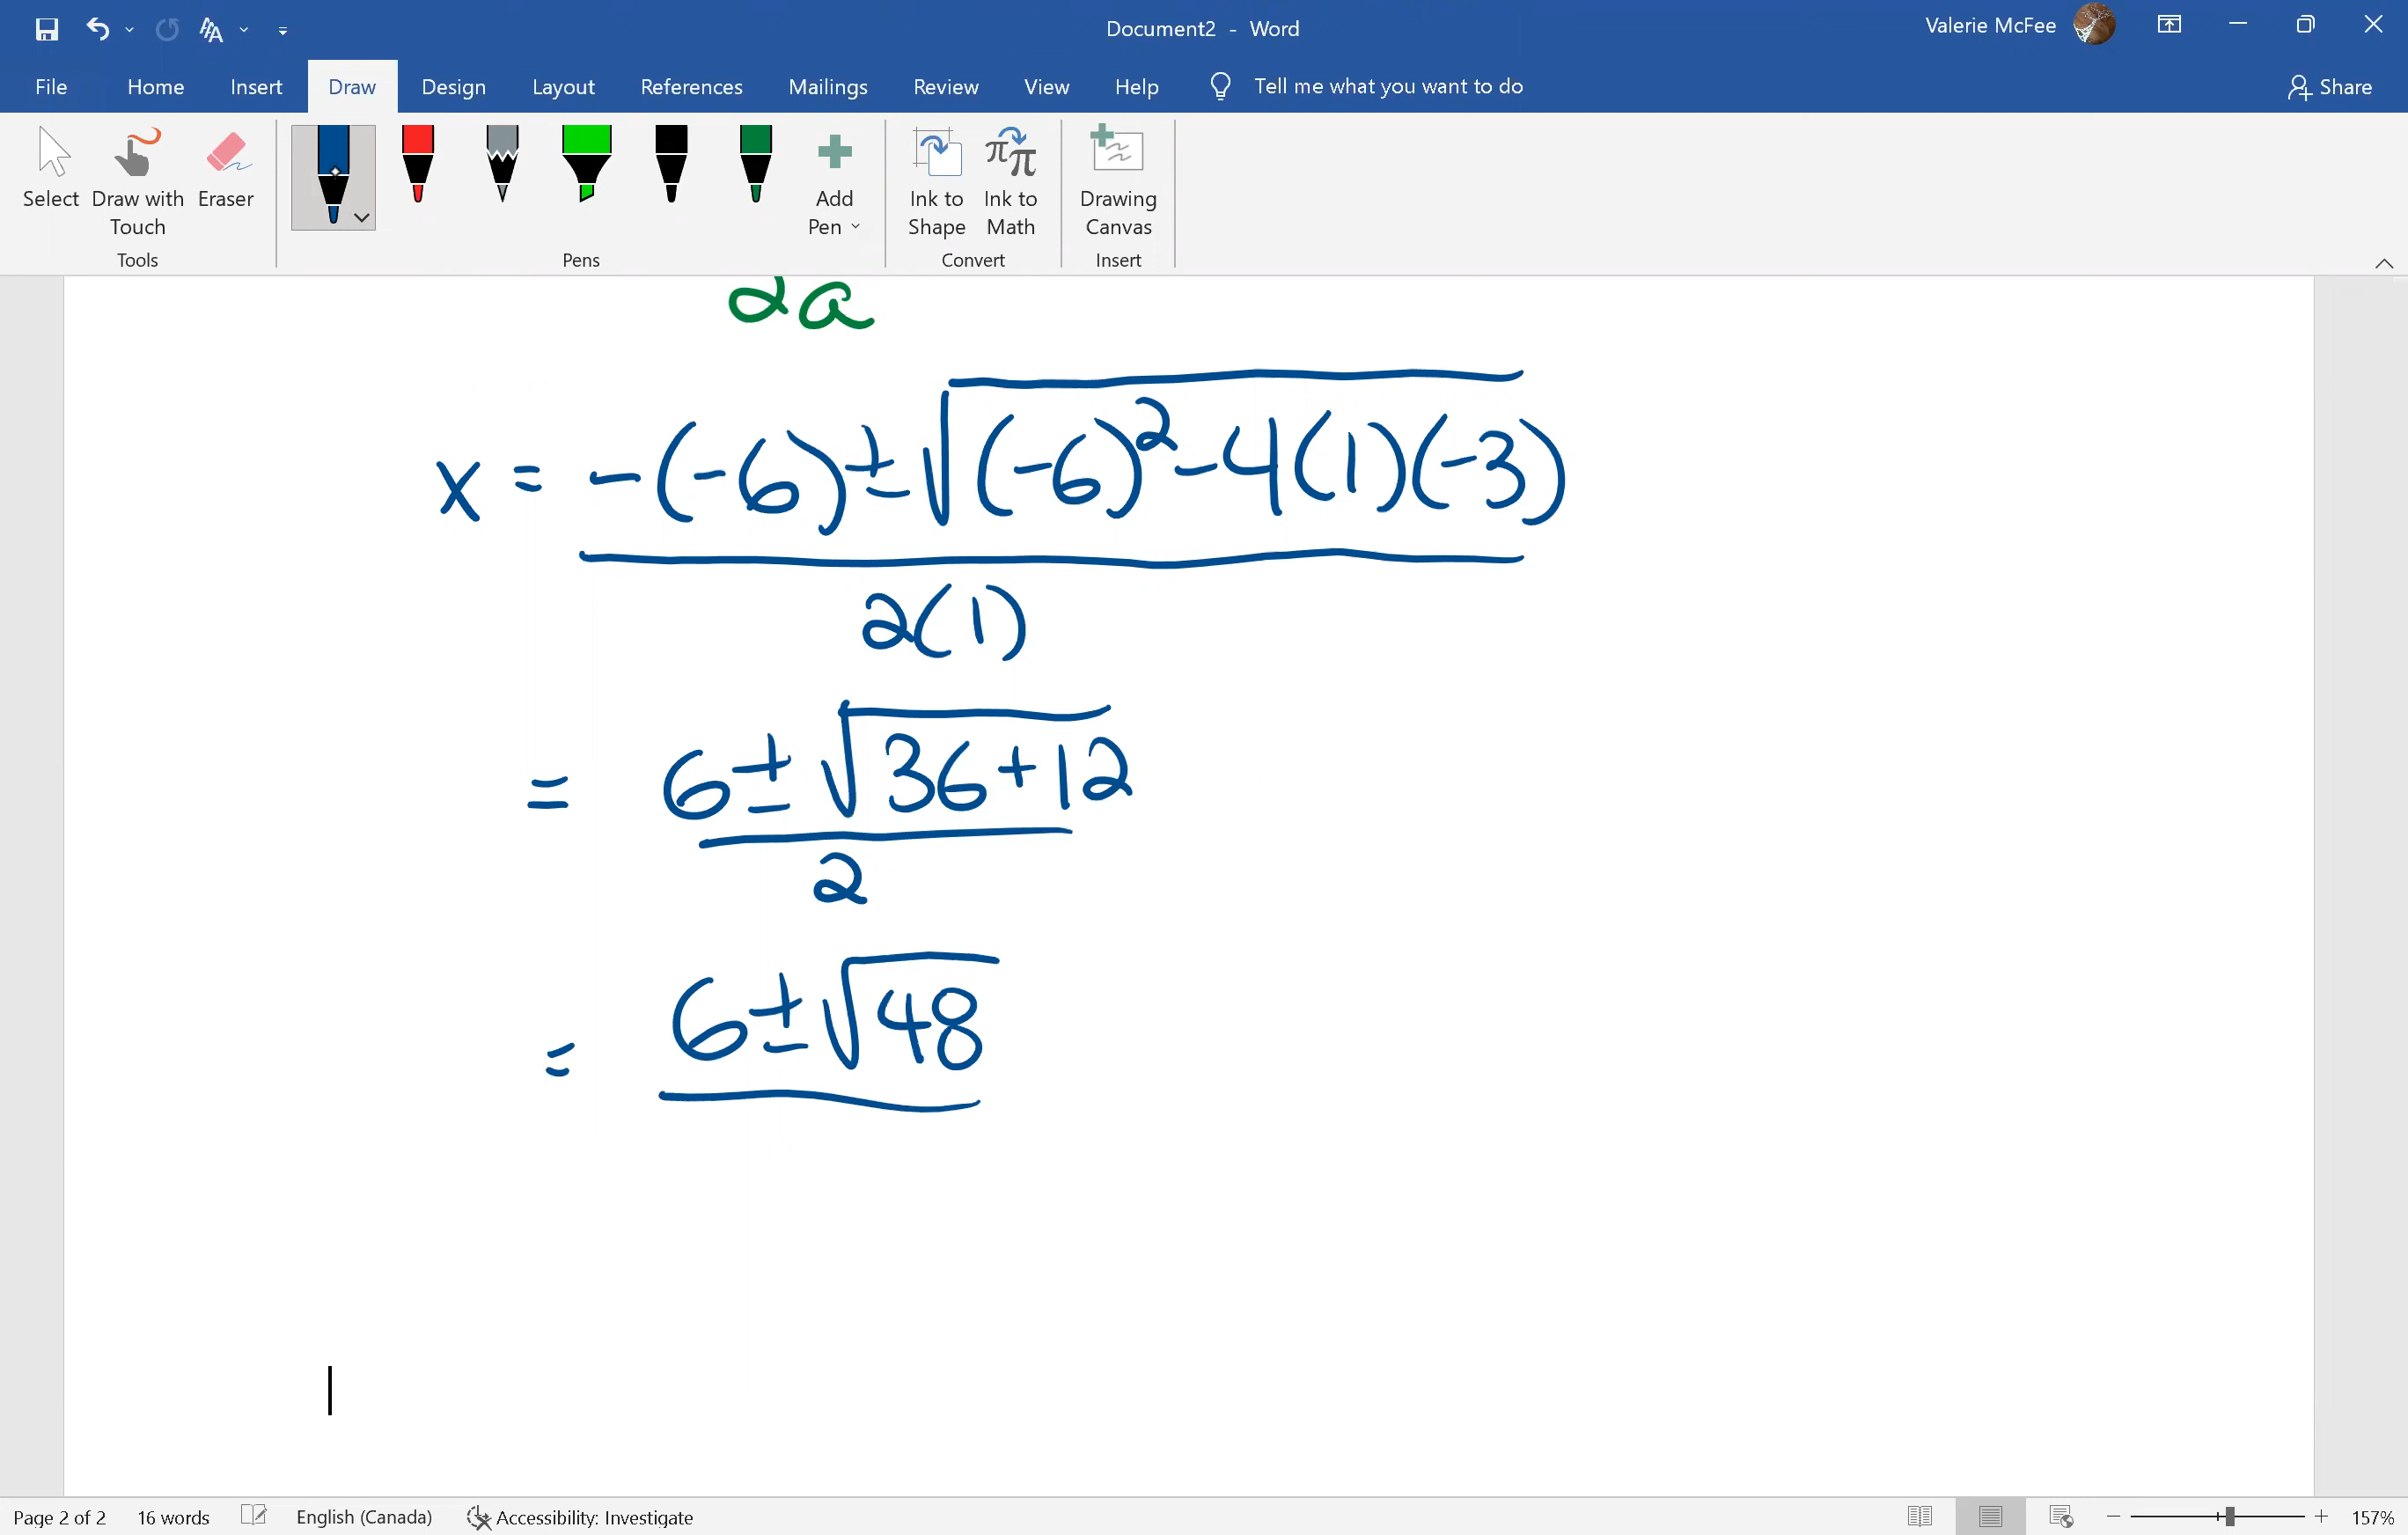 Document2 - Word
Valerie McFee
File Home Insert Draw Design Layout References Mailings Review View Help Tell me what you want to do Share
Select Draw with Touch Eraser Add Pen Ink to Shape Ink to Math Drawing Canvas
Tools Pens Convert Insert
2a
x = -(-6) ± √(-6)² - 4(1)(-3)
2(1)
= 6 ± √36 + 12
2
= 6 ± √48
Page 2 of 2 16 words English (Canada) Accessibility: Investigate 157%